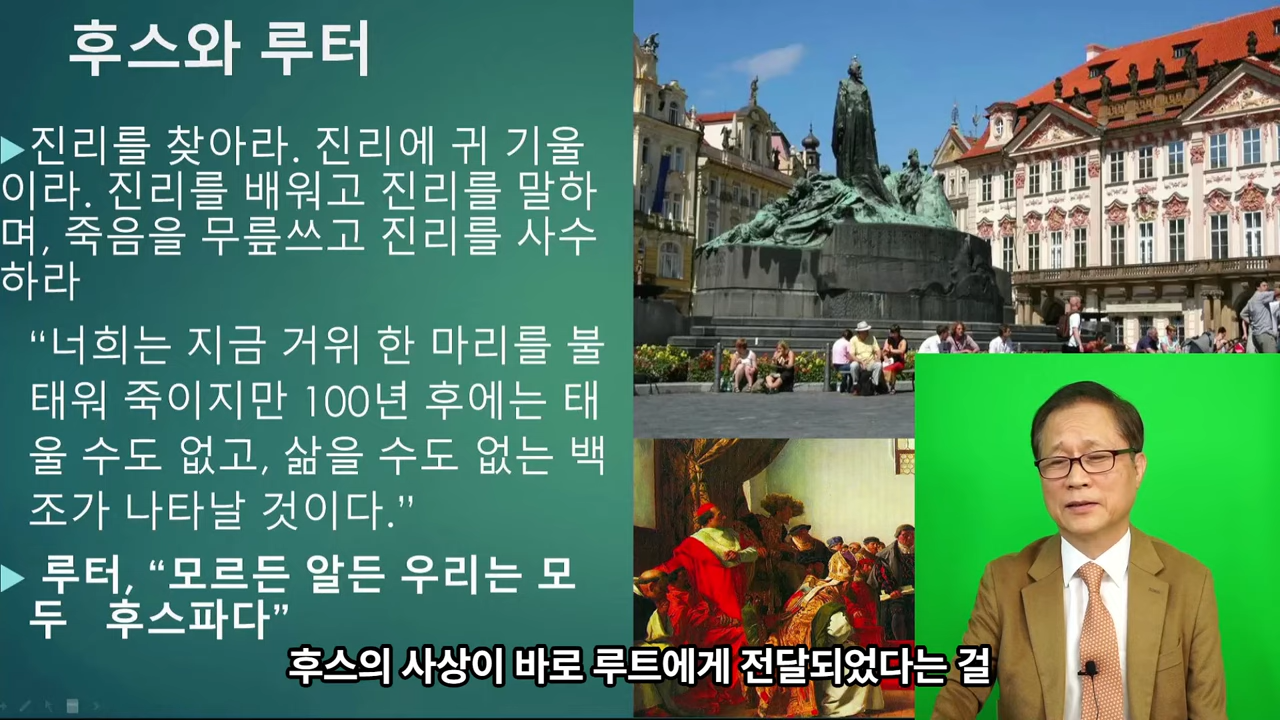 후스와 루터
진리를 찾아라. 진리에 귀 기울
이라. 진리를 배워고 진리를 말하
며, 죽음을 무릎쓰고 진리를 사수
하라
“너희는 지금 거위 한 마리를 불
태워 죽이지만 100년 후에는 태
울 수도 없고, 삶을 수도 없는 백
조가 나타날 것이다.”
루터, “모르든 알든 우리는 모
두 후스파다”
후스의 사상이 바로 루트에게 전달되었다는 걸